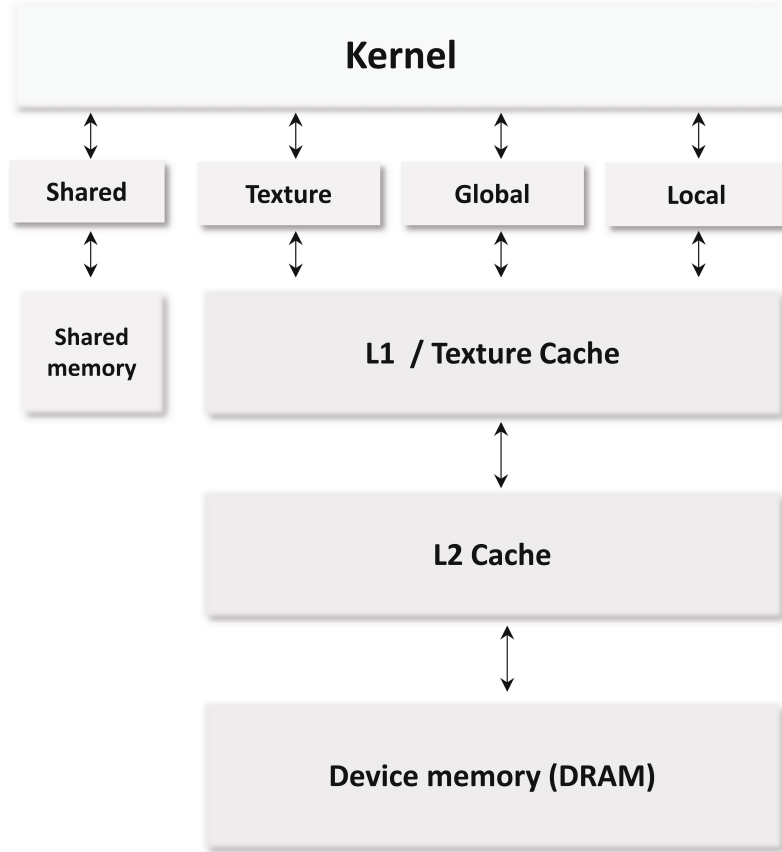 Kernel
Shared
Texture
Global
Local
Shared
memory
L1 / Texture Cache
L2 Cache
Device memory (DRAM)